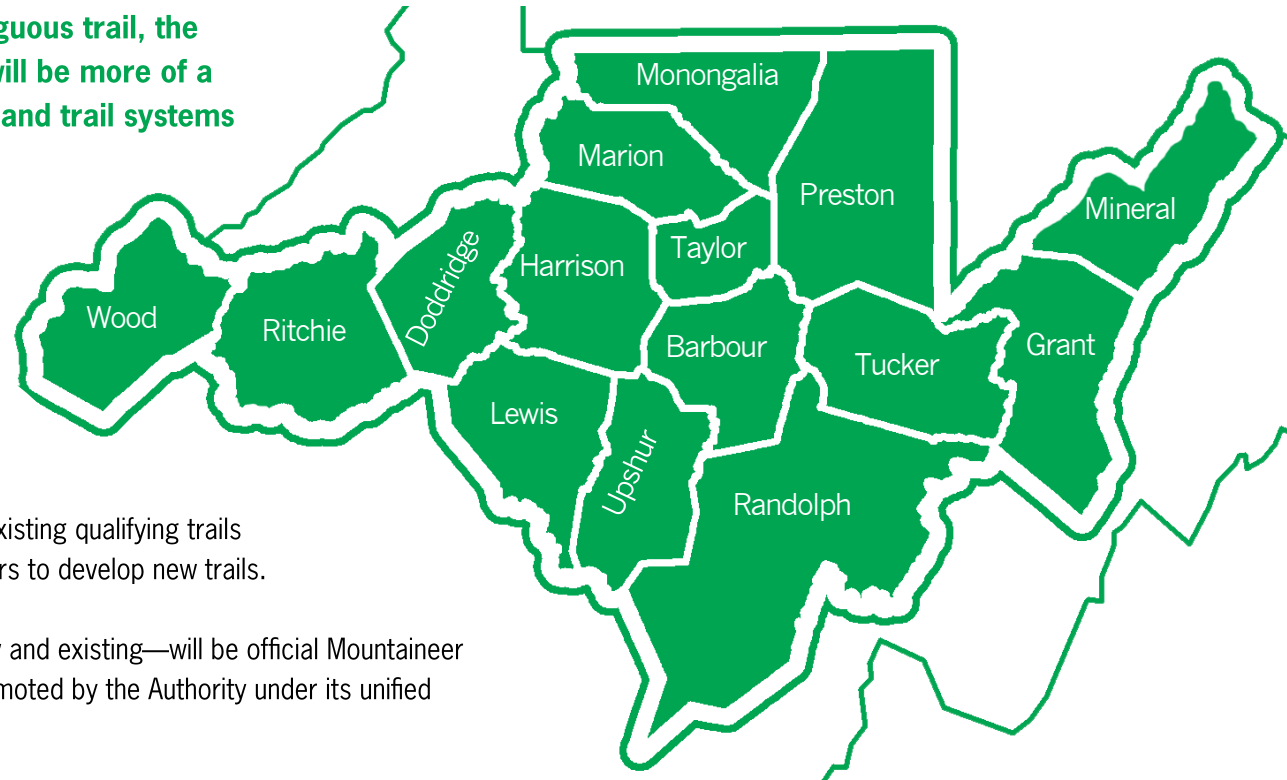 guous trail, the
will be more of a
and trail systems
Monongalia
Marion
Preston
Mineral
Taylor
Doddridge
Harrison
Wood
Ritchie
Barbour
Grant
Tucker
Lewis
Upshur
Randolph
xisting qualifying trails
rs to develop new trails.
and existing—will be official Mountaineer
moted by the Authority under its unified